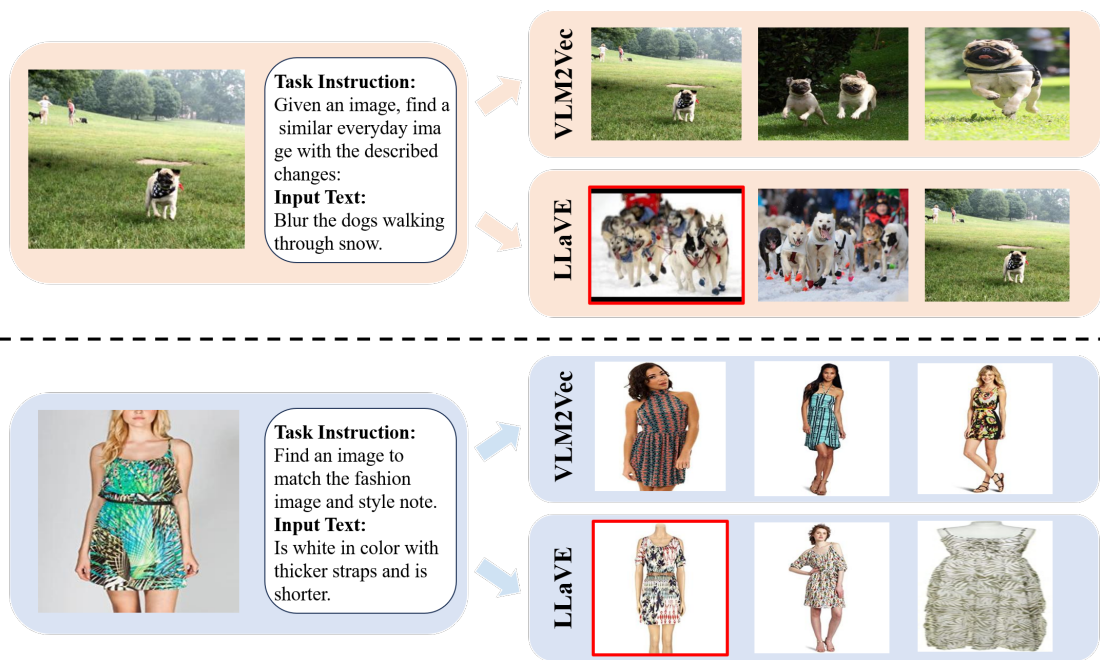 Task Instruction:
Given an image, find a
similar everyday ima
ge with the described
changes:
Input Text:
Blur the dogs walking
through snow.
VLM2Vec
LLaVE
Task Instruction:
Find an image to
match the fashion
image and style note.
Input Text:
Is white in color with
thicker straps and is
shorter.
VLM2Vec
LLaVE